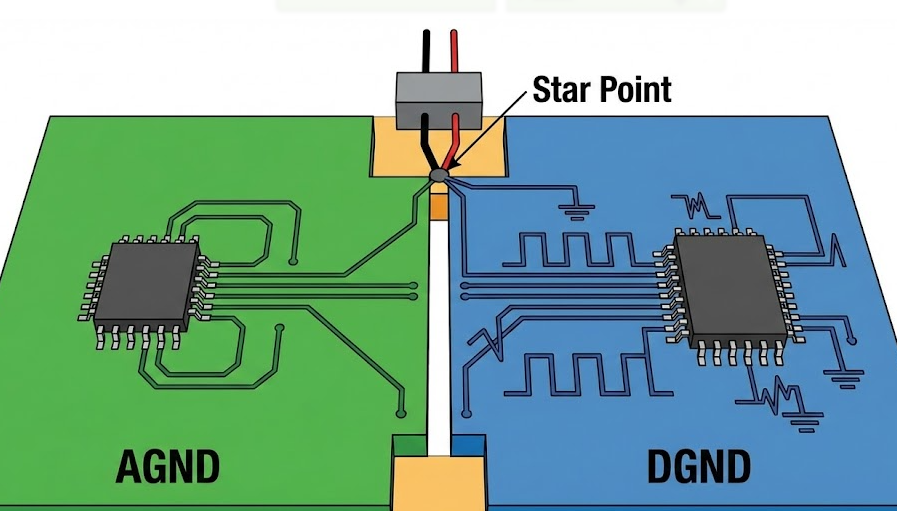 Star Point
AGND
DGND